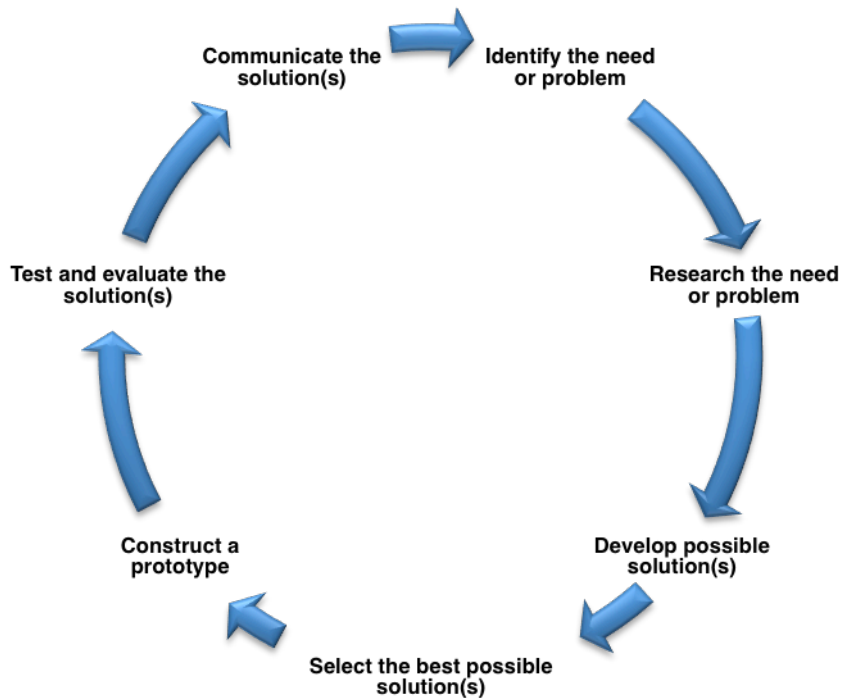 Communicate the
solution(s)
Identify the need
or problem
Research the need
or problem
Develop possible
solution(s)
Select the best possible
solution(s)
Construct a
prototype
Test and evaluate the
solution(s)